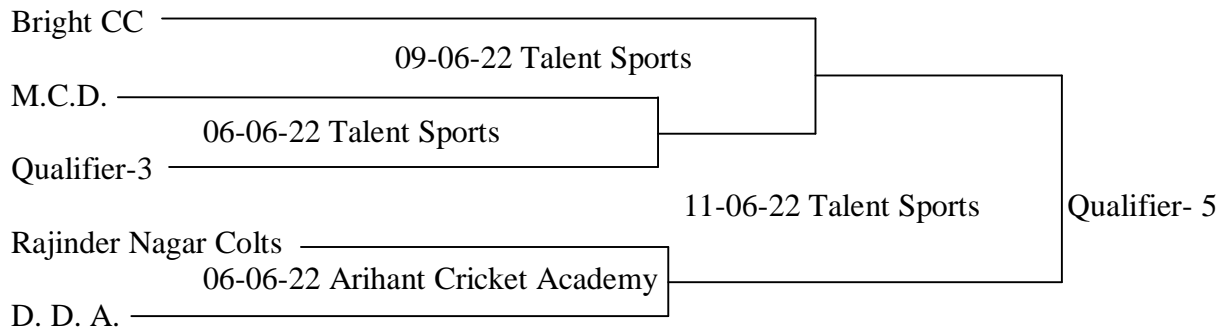 Bright CC
09-06-22 Talent Sports
M.C.D.
06-06-22 Talent Sports
Qualifier-3
11-06-22 Talent Sports
Qualifier- 5
Rajinder Nagar Colts
06-06-22 Arihant Cricket Academy
D. D. A.